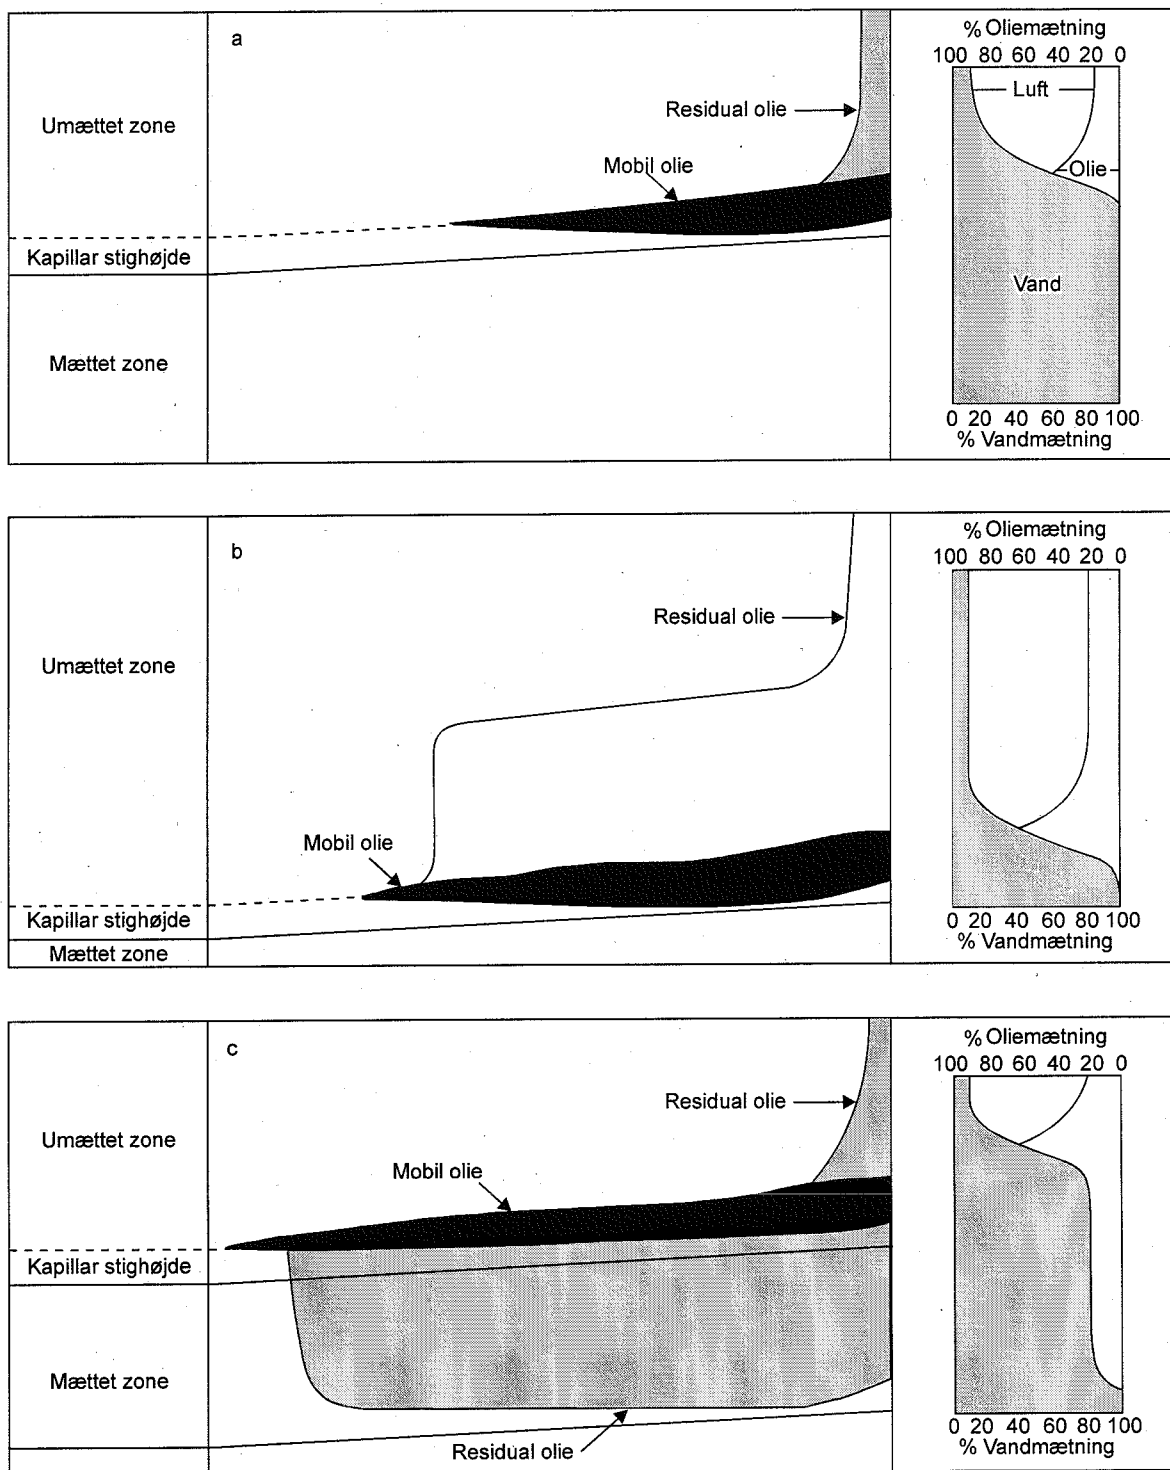 a
Umættet zone
Residual olie
Mobil olie
Kapillar stighøjde
Mættet zone
% Oliemætning
100 80 60 40 20 0
Luft
Olie
Vand
0 20 40 60 80 100
% Vandmætning
b
Umættet zone
Residual olie
Mobil olie
Kapillar stighøjde
Mættet zone
% Oliemætning
100 80 60 40 20 0
0 20 40 60 80 100
% Vandmætning
c
Umættet zone
Residual olie
Mobil olie
Kapillar stighøjde
Mættet zone
Residual olie
% Oliemætning
100 80 60 40 20 0
0 20 40 60 80 100
% Vandmætning